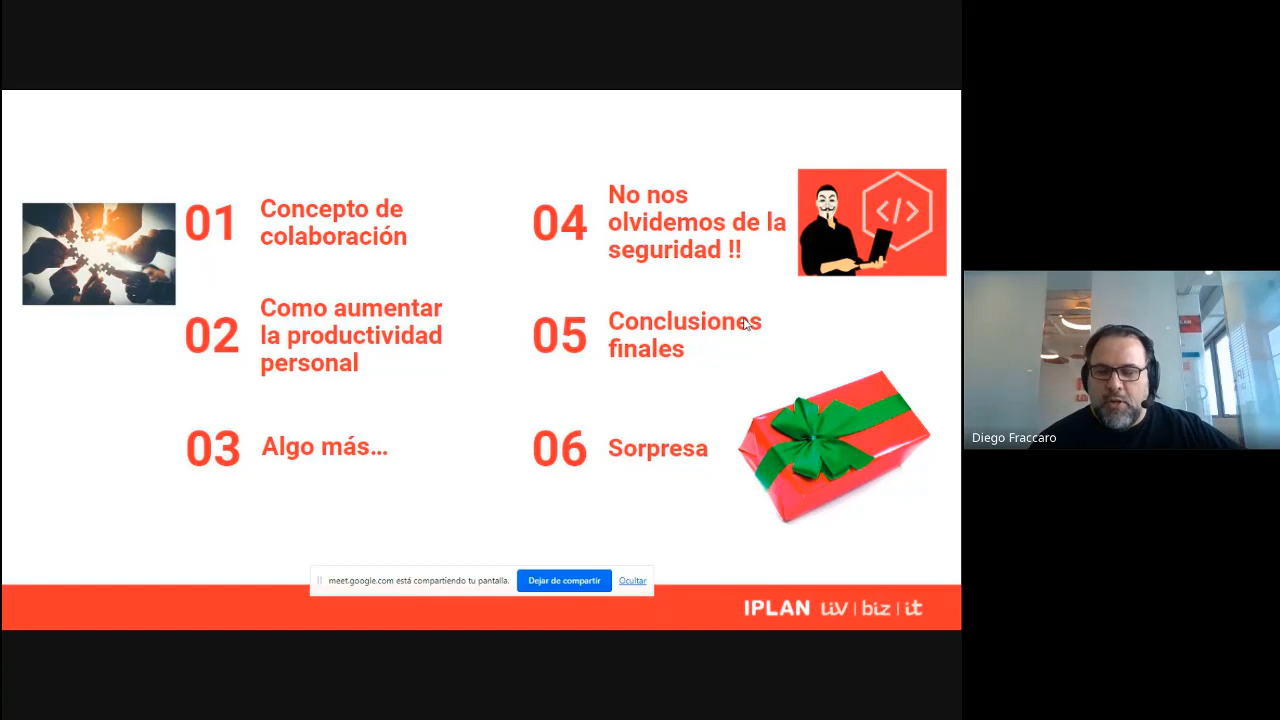 01
Concepto de
colaboración
02
Como aumentar
la productividad
personal
03
Algo más...
04
No nos
olvidemos de la
seguridad !!
</>
05
Conclusiones
finales
06
Sorpresa
meet.google.com está compartiendo tu pantalla.
Dejar de compartir
Ocultar
IPLAN liv | biz | it
Diego Fraccaro